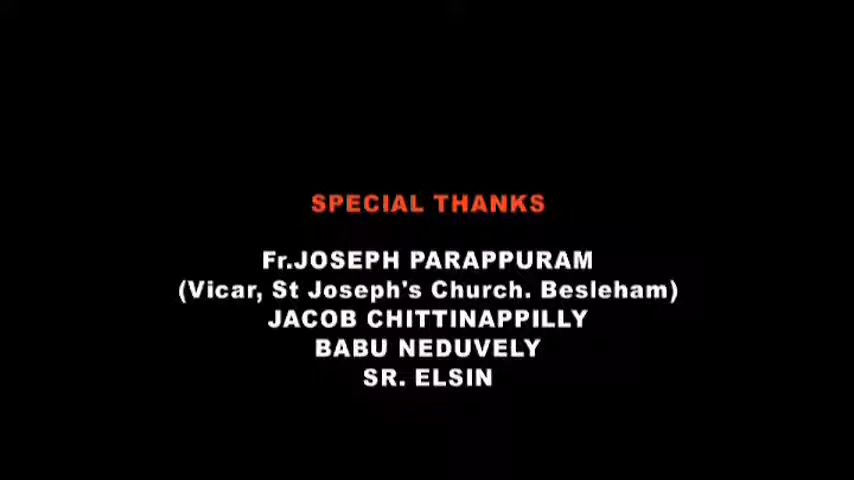 SPECIAL THANKS
Fr.JOSEPH PARAPPURAM
(Vicar, St Joseph's Church. Besleham)
JACOB CHITTINAPPILLY
BABU NEDUVELY
SR. ELSIN